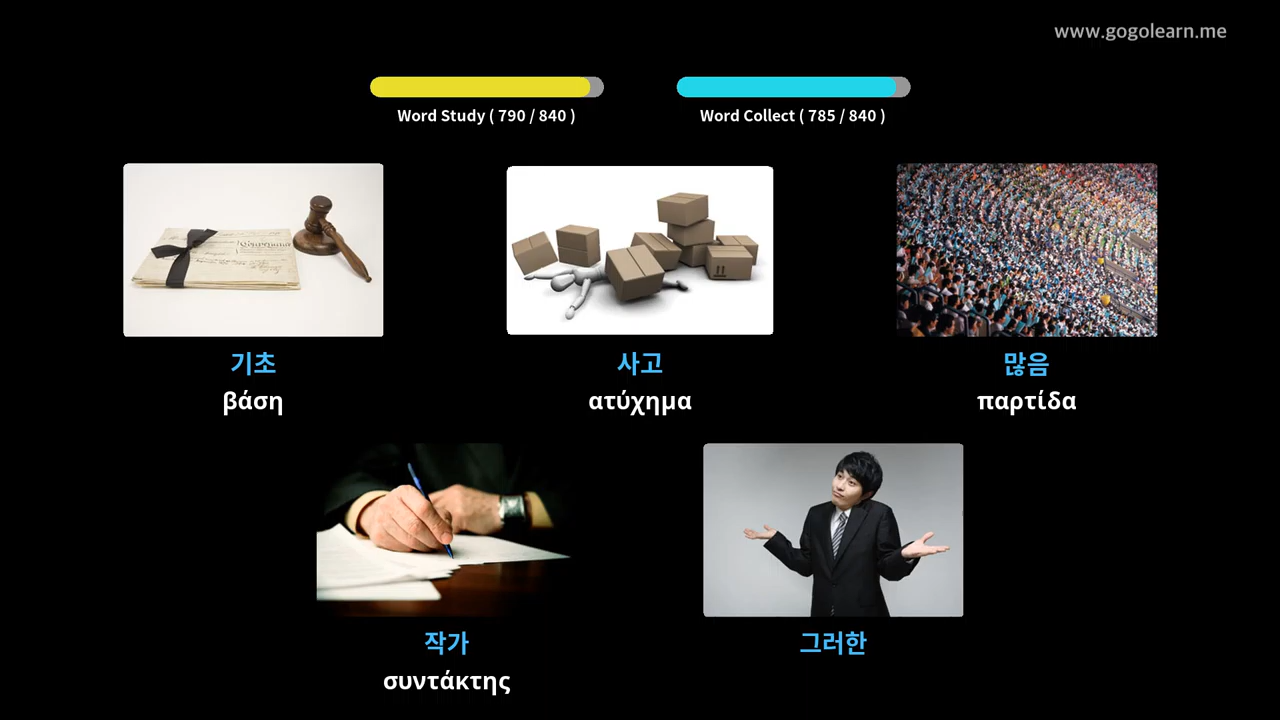 www.gogolearn.me
Word Study ( 790 / 840 )
Word Collect ( 785 / 840 )
기초
βάση
사고
ατύχημα
많음
παρτίδα
작가
συντάκτης
그러한